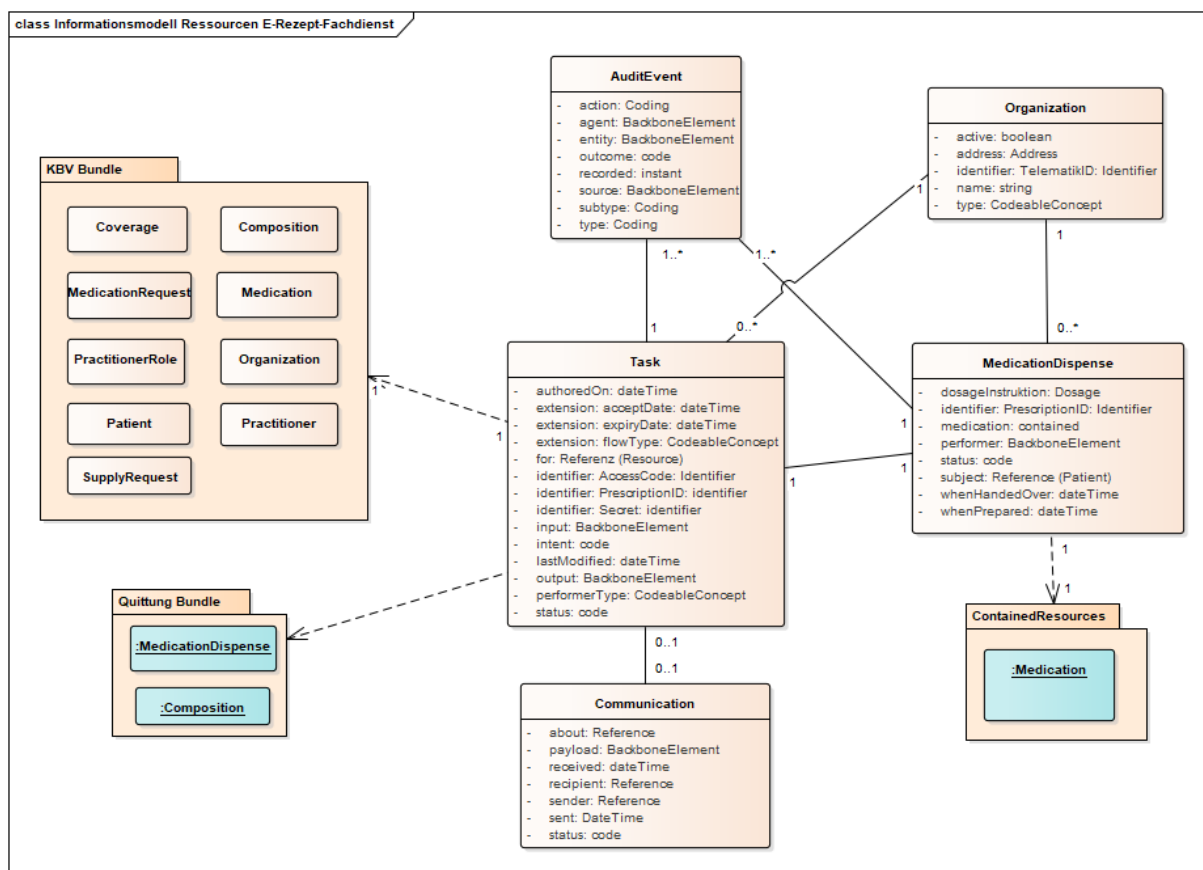 class Informationsmodell Ressourcen E-Rezept-Fachdienst
AuditEvent
- action: Coding
- agent: BackboneElement
- entity: BackboneElement
- outcome: code
- recorded: instant
- source: BackboneElement
- subtype: Coding
- type: Coding
Organization
- active: boolean
- address: Address
- identifier: TelematikID: Identifier
- name: string
- type: CodeableConcept
KBV Bundle
Coverage
Composition
MedicationRequest
Medication
PractitionerRole
Organization
Patient
Practitioner
SupplyRequest
1..*
1..*
1
1
1
0..*
0..*
Task
- authoredOn: dateTime
- extension: acceptDate: dateTime
- extension: expiryDate: dateTime
- extension: flowType: CodeableConcept
- for: Referenz (Resource)
- identifier: AccessCode: Identifier
- identifier: PrescriptionID: identifier
- identifier: Secret: identifier
- input: BackboneElement
- intent: code
- lastModified: dateTime
- output: BackboneElement
- performerType: CodeableConcept
- status: code
MedicationDispense
- dosageInstruktion: Dosage
- identifier: PrescriptionID: Identifier
- medication: contained
- performer: BackboneElement
- status: code
- subject: Reference (Patient)
- whenHandedOver: dateTime
- whenPrepared: dateTime
1
1
1
1
1
1
1
Quittung Bundle
:MedicationDispense
:Composition
ContainedResources
:Medication
0..1
0..1
Communication
- about: Reference
- payload: BackboneElement
- received: dateTime
- recipient: Reference
- sender: Reference
- sent: DateTime
- status: code